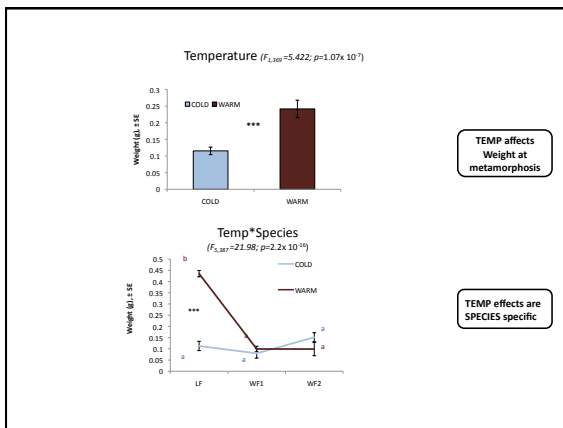 Temperature (F1,369=5.422; p=1.07x 10-7)
Weight (g), ± SE
0.3
0.25
0.2
0.15
0.1
0.05
0
COLD WARM
***
COLD WARM
TEMP affects
Weight at
metamorphosis
Temp*Species
(F5,387=21.98; p=2.2x 10-16)
Weight (g), ± SE
0.5
0.45
0.4
0.35
0.3
0.25
0.2
0.15
0.1
0.05
0
COLD
WARM
b
***
a
a
a
a
a
LF WF1 WF2
TEMP effects are
SPECIES specific